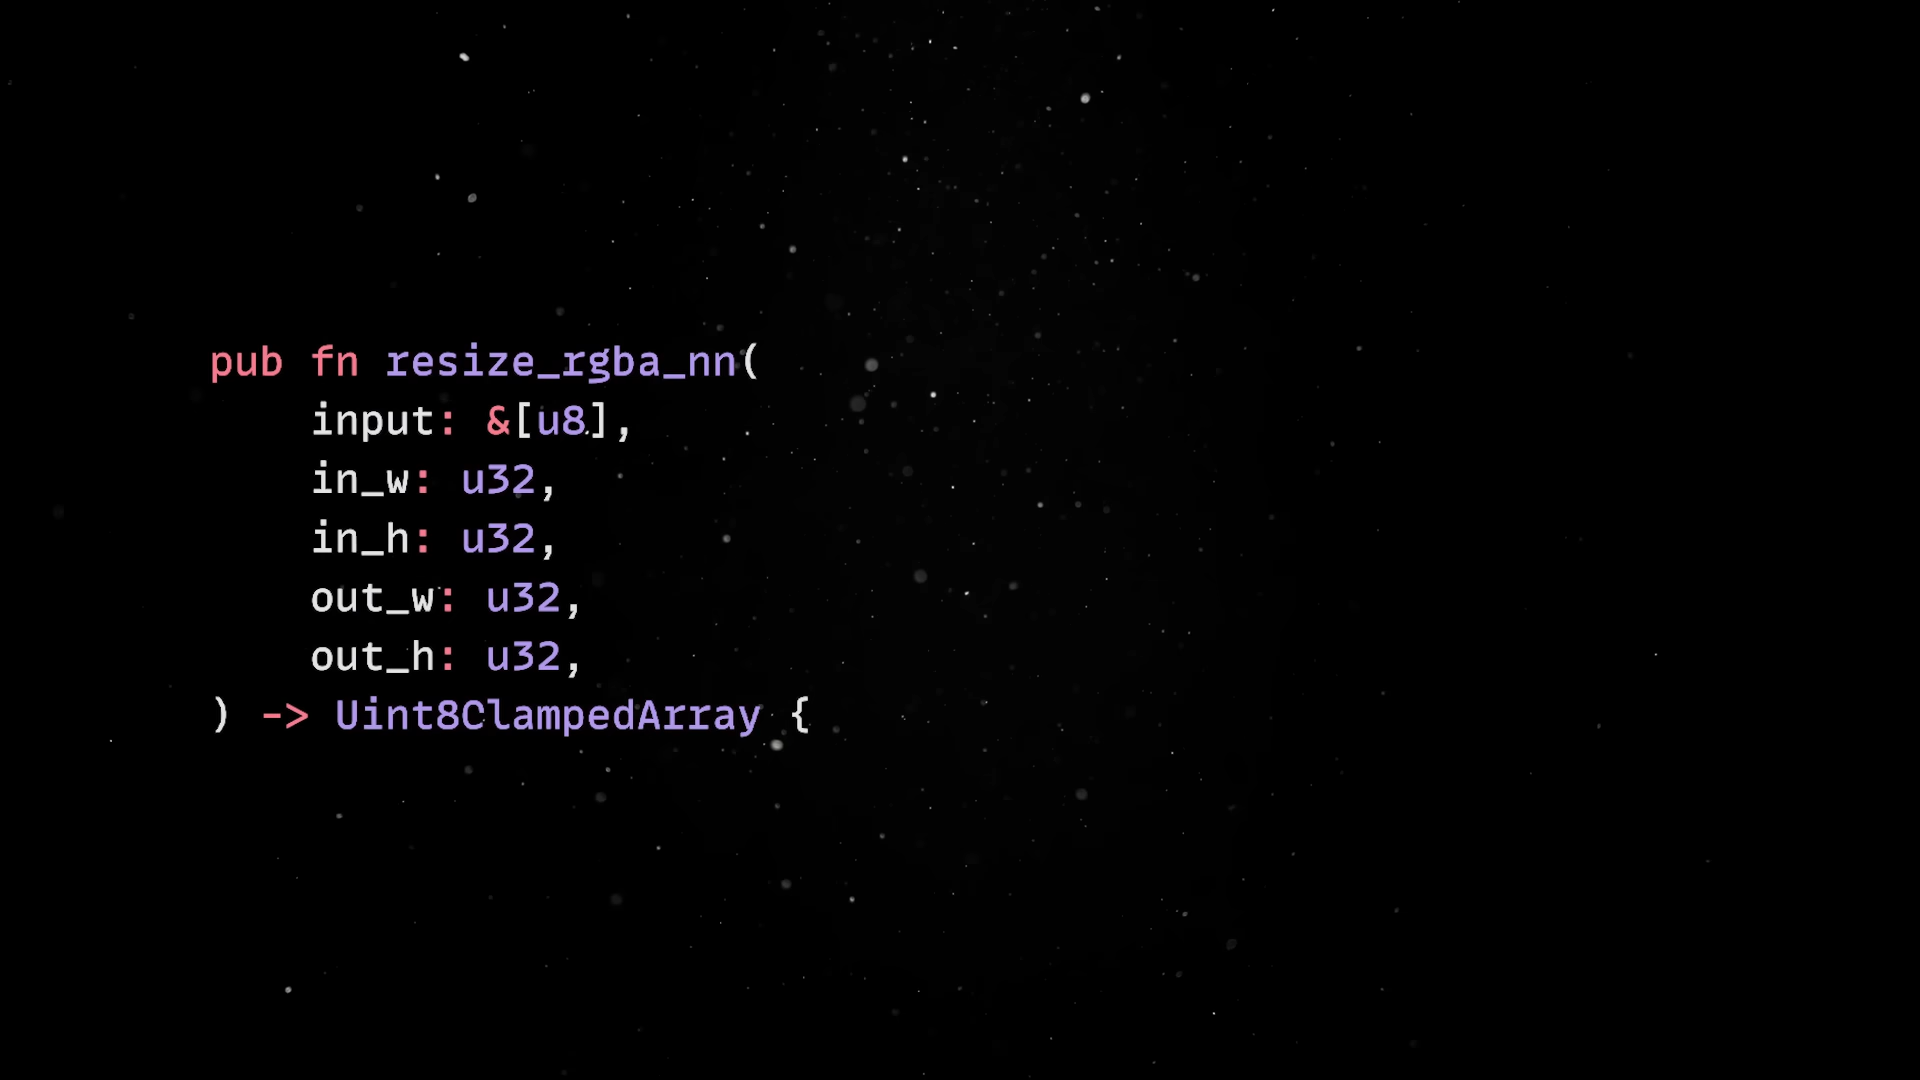 pub fn resize_rgba_nn(
    input: &[u8],
    in_w: u32,
    in_h: u32,
    out_w: u32,
    out_h: u32,
) -> Uint8ClampedArray {